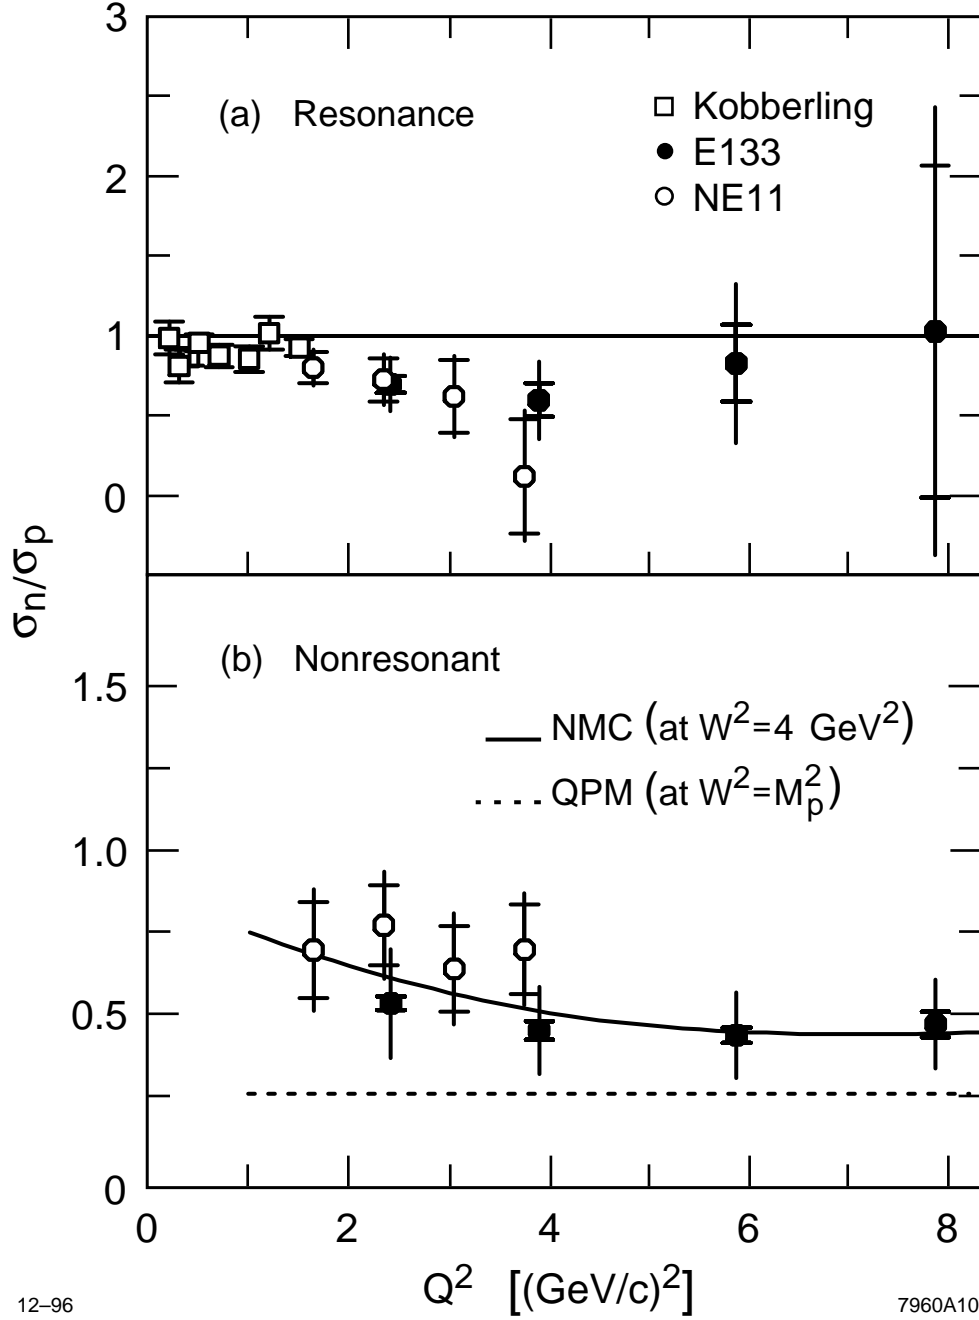 3
(a) Resonance
Kobberling
E133
NE11
2
1
0
σn/σp
(b) Nonresonant
1.5
NMC (at W²=4 GeV²)
QPM (at W²=M²p)
1.0
0.5
0
0 2 4 6 8
Q² [(GeV/c)²]
12–96 7960A10